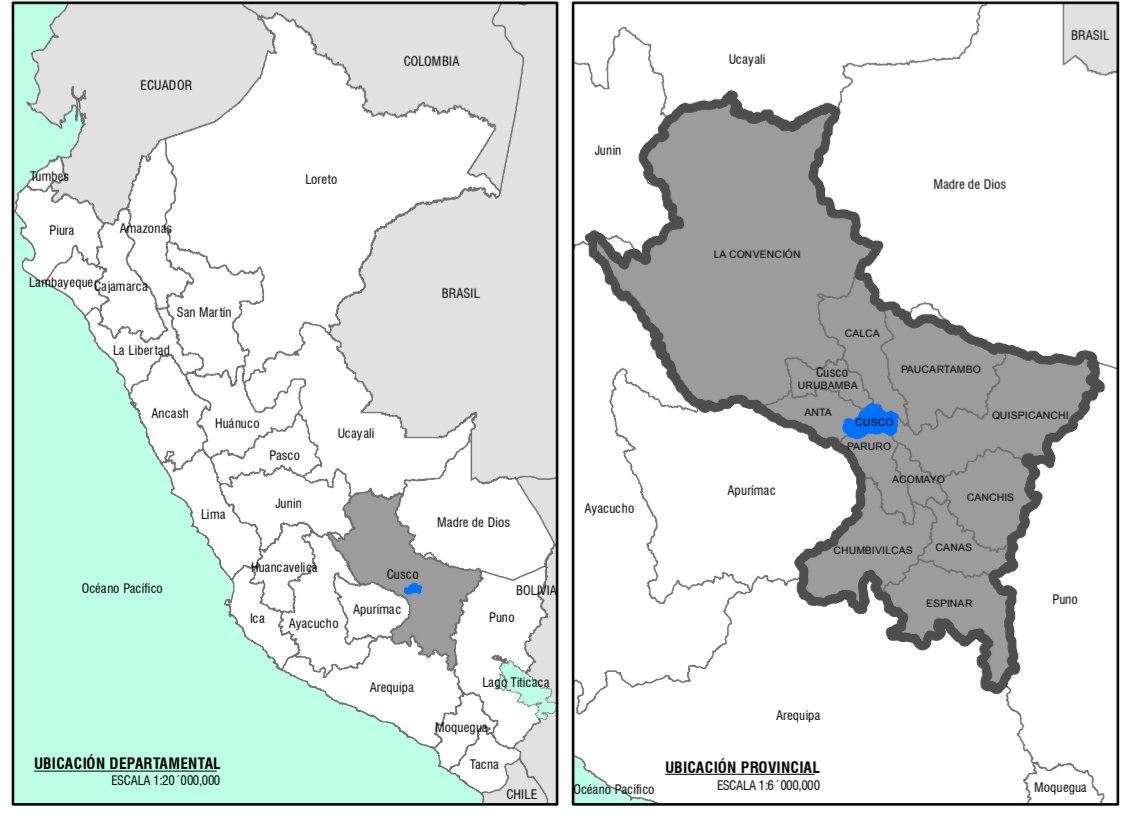 COLOMBIA
ECUADOR
Tumbes
Loreto
Piura
Amazonas
Lambayeque
Cajamarca
BRASIL
San Martín
La Libertad
Ancash
Huánuco
Ucayali
Pasco
Junin
Lima
Madre de Dios
Huancavelica
Cusco
Océano Pacífico
BOLIVIA
Ica
Ayacucho
Apurímac
Puno
Lago Titicaca
Arequipa
Moquegua
Tacna
UBICACIÓN DEPARTAMENTAL
ESCALA 1:20´000,000
CHILE
BRASIL
Ucayali
Junin
Madre de Dios
LA CONVENCIÓN
CALCA
PAUCARTAMBO
Cusco
URUBAMBA
ANTA
QUISPICANCHI
CUSCO
PARURO
ACOMAYO
Apurímac
CANCHIS
Ayacucho
CHUMBIVILCAS
CANAS
ESPINAR
Puno
Arequipa
UBICACIÓN PROVINCIAL
ESCALA 1:6´000,000
Océano Pacífico
Moquegua